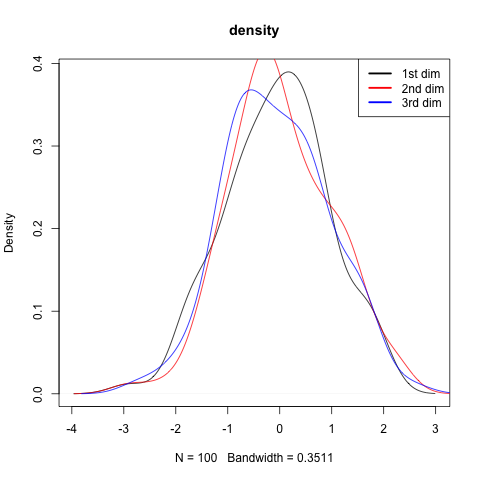 density
1st dim
2nd dim
3rd dim
Density
0.4
0.3
0.2
0.1
0.0
-4 -3 -2 -1 0 1 2 3
N = 100 Bandwidth = 0.3511